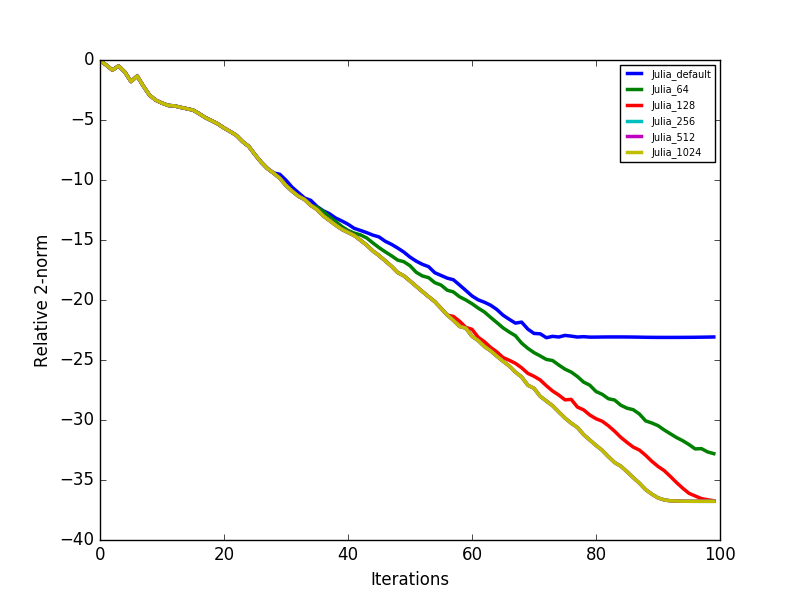 0
−5
−10
−15
−20
−25
−30
−35
−40
0
20
40
60
80
100
Relative 2-norm
Iterations
Julia_default
Julia_64
Julia_128
Julia_256
Julia_512
Julia_1024